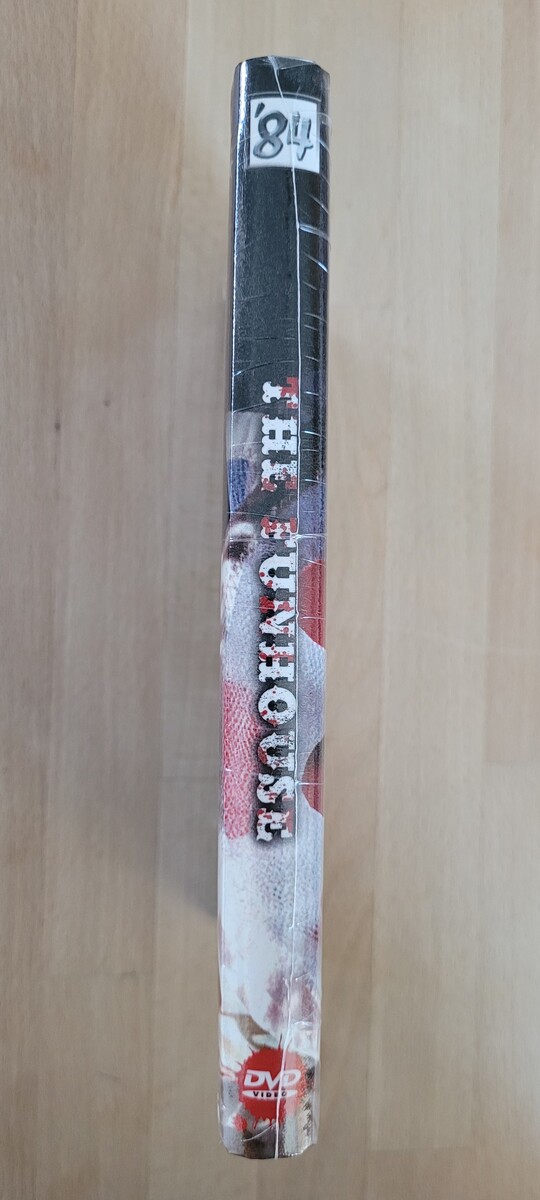 '84
THE FUNHOUSE
DVD
VIDEO